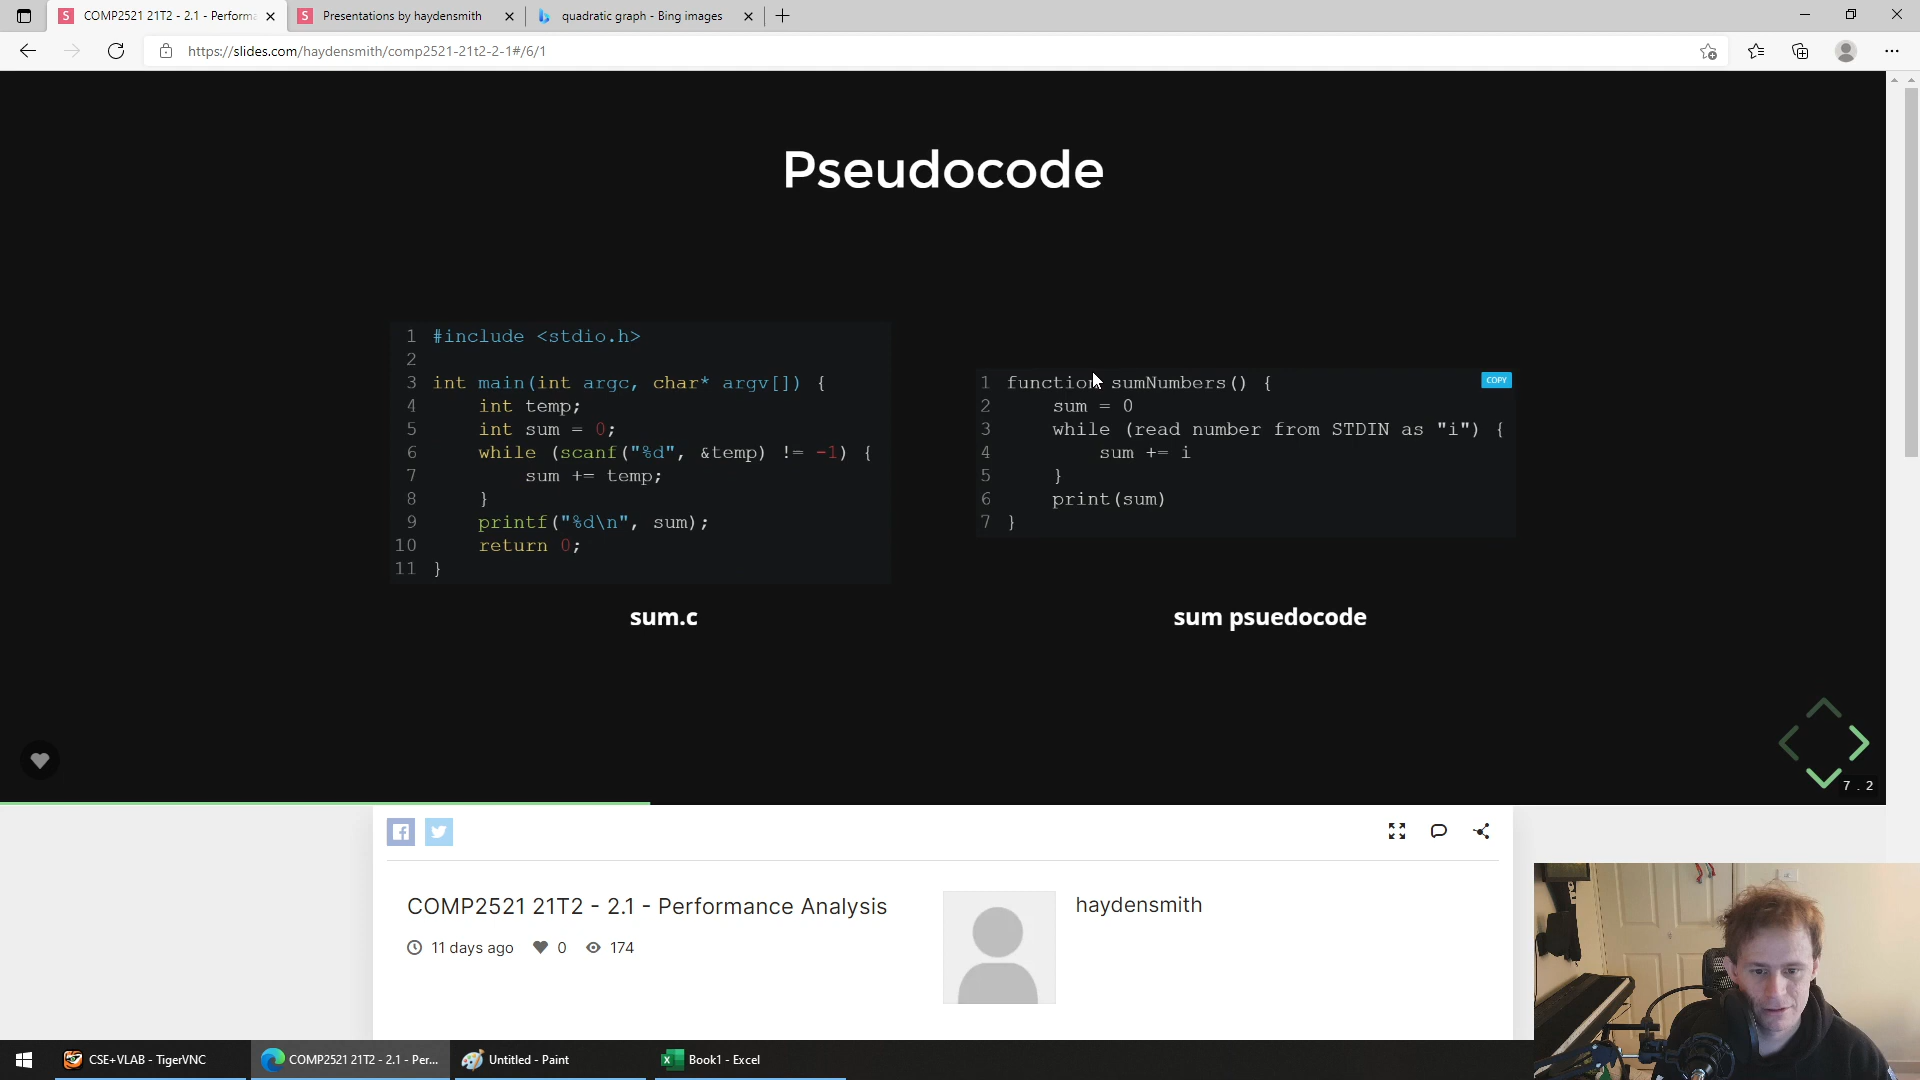 COMP2521 21T2 - 2.1 - Performa
Presentations by haydensmith
quadratic graph - Bing images
https://slides.com/haydensmith/comp2521-21t2-2-1#/6/1
Pseudocode
1 #include <stdio.h>
2
3 int main(int argc, char* argv[]) {
4 int temp;
5 int sum = 0;
6 while (scanf("%d", &temp) != -1) {
7 sum += temp;
8 }
9 printf("%d\n", sum);
10 return 0;
11 }
sum.c
COPY
1 function sumNumbers() {
2 sum = 0
3 while (read number from STDIN as "i") {
4 sum += i
5 }
6 print(sum)
7 }
sum psuedocode
7 . 2
COMP2521 21T2 - 2.1 - Performance Analysis
11 days ago 0 174
haydensmith
CSE+VLAB - TigerVNC
COMP2521 21T2 - 2.1 - Per...
Untitled - Paint
Book1 - Excel